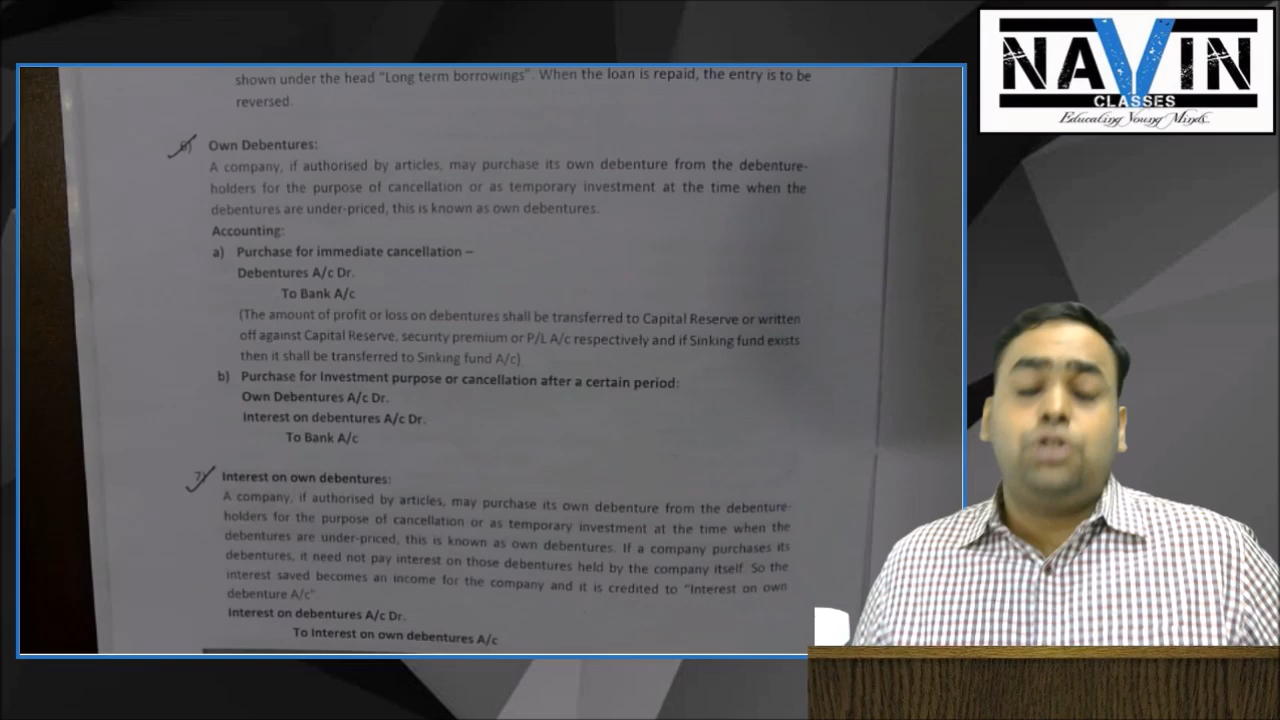 NAVIN
CLASSES
Educating Young Minds..
shown under the head "Long term borrowings". When the loan is repaid, the entry is to be
reversed.
6) Own Debentures:
A company, if authorised by articles, may purchase its own debenture from the debenture-
holders for the purpose of cancellation or as temporary investment at the time when the
debentures are under-priced, this is known as own debentures.
Accounting:
a) Purchase for immediate cancellation –
Debentures A/c Dr.
To Bank A/c
(The amount of profit or loss on debentures shall be transferred to Capital Reserve or written
off against Capital Reserve, security premium or P/L A/c respectively and if Sinking fund exists
then it shall be transferred to Sinking fund A/c)
b) Purchase for Investment purpose or cancellation after a certain period:
Own Debentures A/c Dr.
Interest on debentures A/c Dr.
To Bank A/c
7) Interest on own debentures:
A company, if authorised by articles, may purchase its own debenture from the debenture-
holders for the purpose of cancellation or as temporary investment at the time when the
debentures are under-priced, this is known as own debentures. If a company purchases its
debentures, it need not pay interest on those debentures held by the company itself. So the
interest saved becomes an income for the company and it is credited to "Interest on own
debenture A/c"
Interest on debentures A/c Dr.
To Interest on own debentures A/c